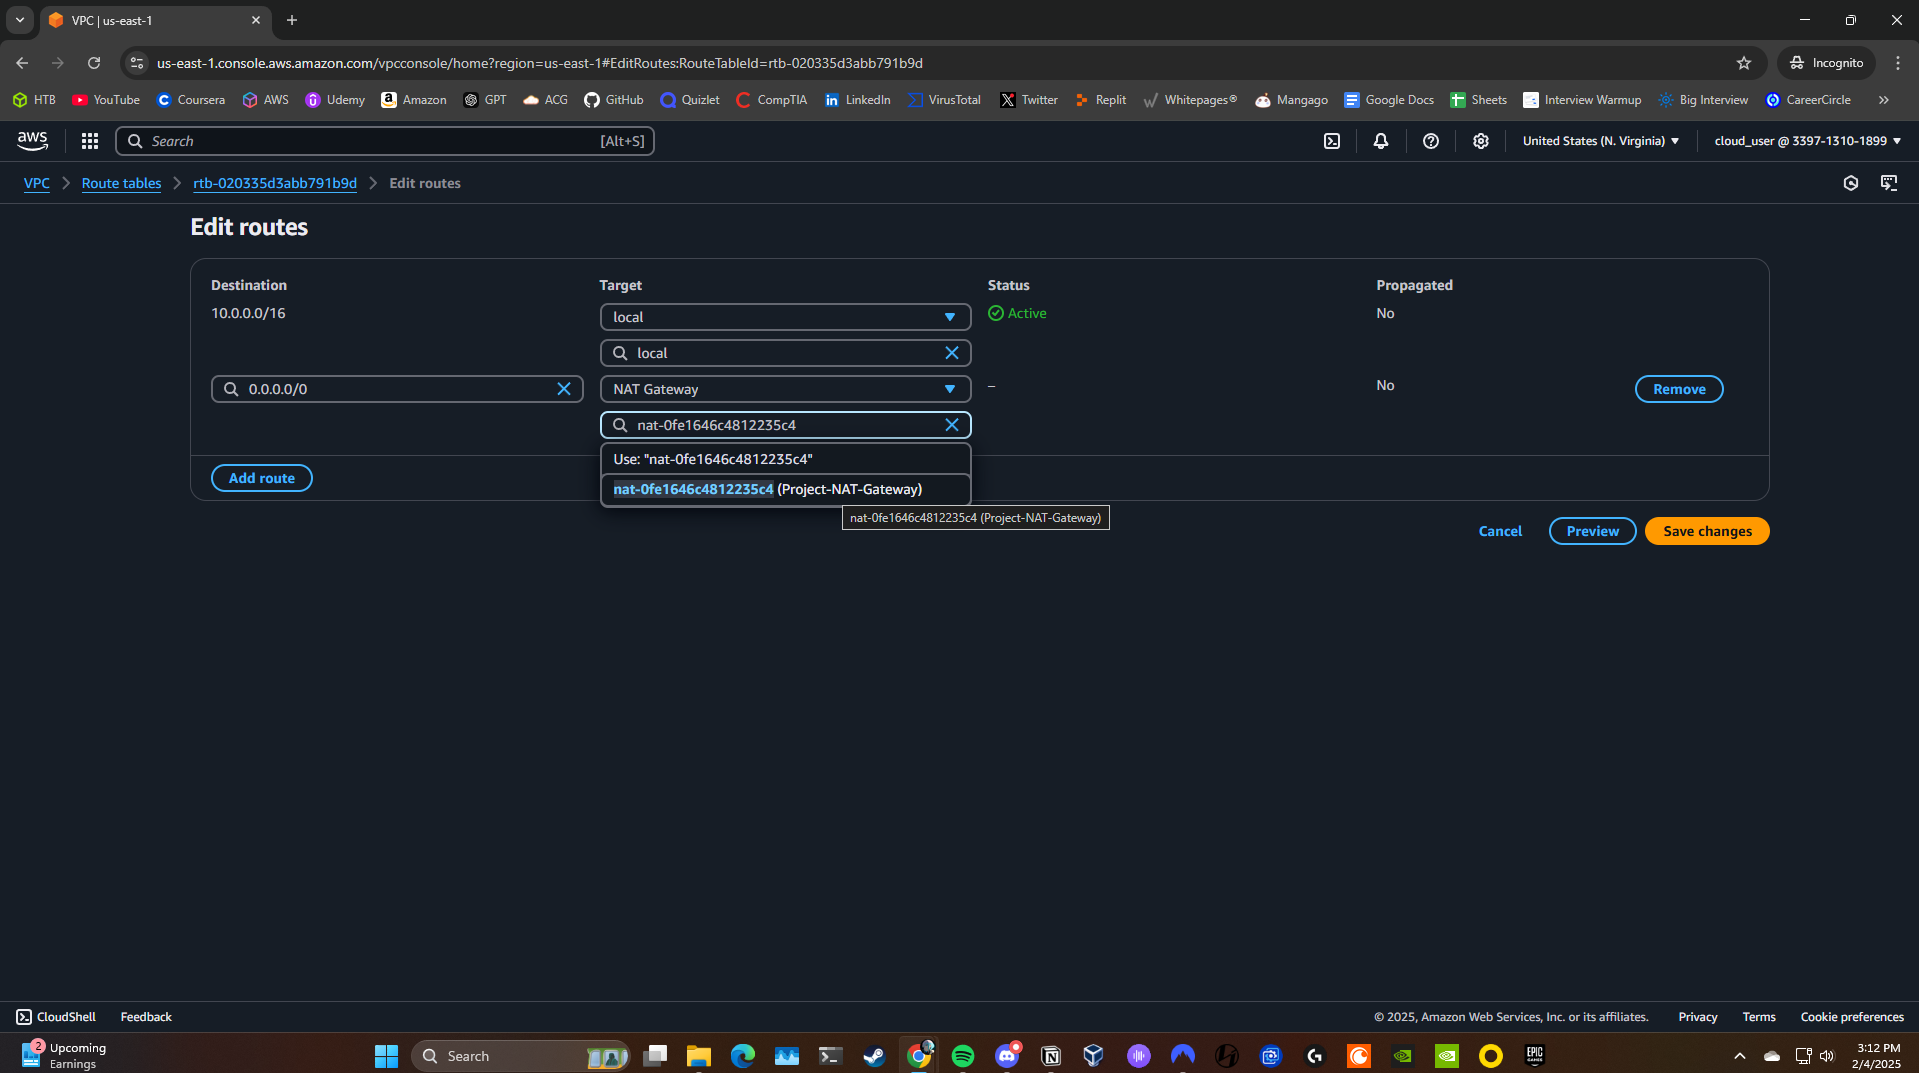 VPC | us-east-1
us-east-1.console.aws.amazon.com/vpcconsole/home?region=us-east-1#EditRoutes:RouteTableId=rtb-020335d3abb791b9d
Incognito
HTB YouTube Coursera AWS Udemy Amazon GPT ACG GitHub Quizlet CompTIA LinkedIn VirusTotal Twitter Replit Whitepages® Mangago Google Docs Sheets Interview Warmup Big Interview CareerCircle
aws Search [Alt+S] United States (N. Virginia) cloud_user @ 3397-1310-1899
VPC Route tables rtb-020335d3abb791b9d Edit routes
Edit routes
Destination Target Status Propagated
10.0.0.0/16 local Active No
local
0.0.0.0/0 NAT Gateway – No Remove
nat-0fe1646c4812235c4
Use: "nat-0fe1646c4812235c4"
Add route
nat-0fe1646c4812235c4 (Project-NAT-Gateway)
nat-0fe1646c4812235c4 (Project-NAT-Gateway)
Cancel Preview Save changes
CloudShell Feedback © 2025, Amazon Web Services, Inc. or its affiliates. Privacy Terms Cookie preferences
2 Upcoming
Earnings
Search
EPIC
GAMES
3:12 PM
2/4/2025